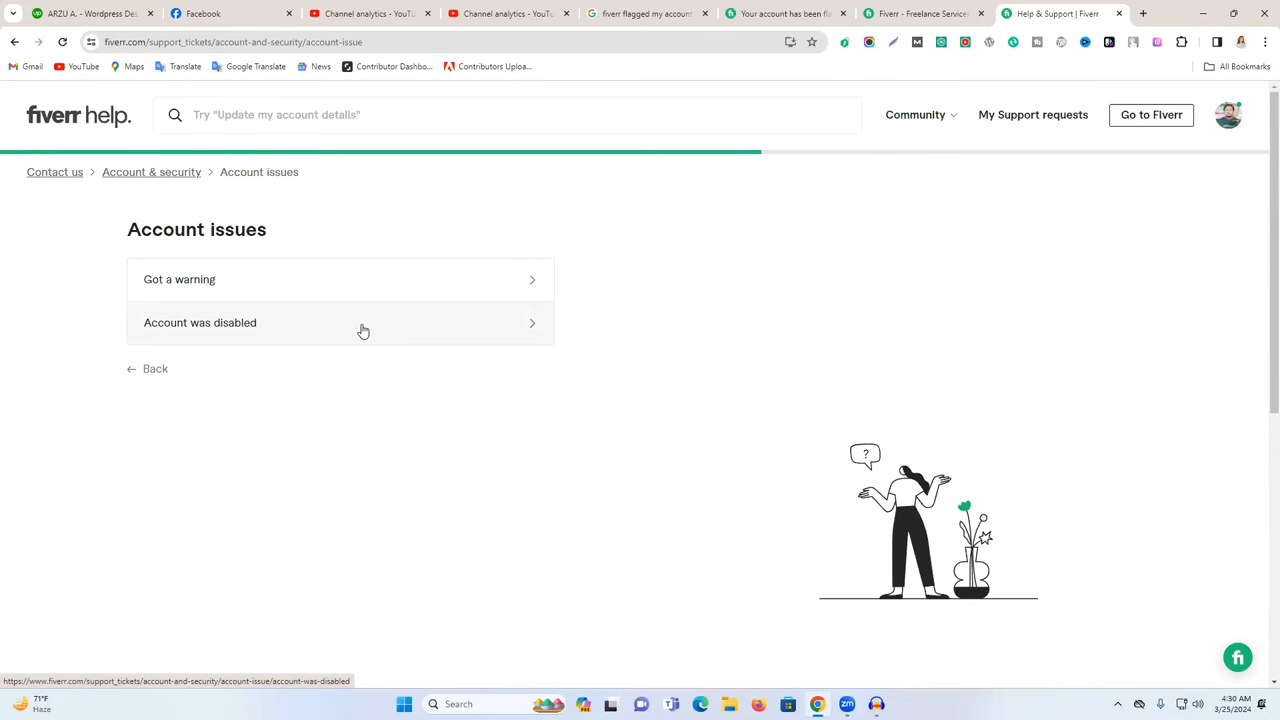 ARZU A. - Wordpress Des
Facebook
Channel analytics - YouTu
Channel analytics - YouTu
fiverr flagged my account
Your account has been fla
Fiverr - Freelance Services
Help & Support | Fiverr
fiverr.com/support_tickets/account-and-security/account-issue
Gmail
YouTube
Maps
Translate
Google Translate
News
Contributor Dashbo...
Contributors Uploa...
All Bookmarks
fiverr help.
Try "Update my account details"
Community
My Support requests
Go to Fiverr
Contact us > Account & security > Account issues
Account issues
Got a warning
Account was disabled
← Back
?
fi
https://www.fiverr.com/support_tickets/account-and-security/account-issue/account-was-disabled
71°F
Haze
Search
zm
4:30 AM
3/25/2024